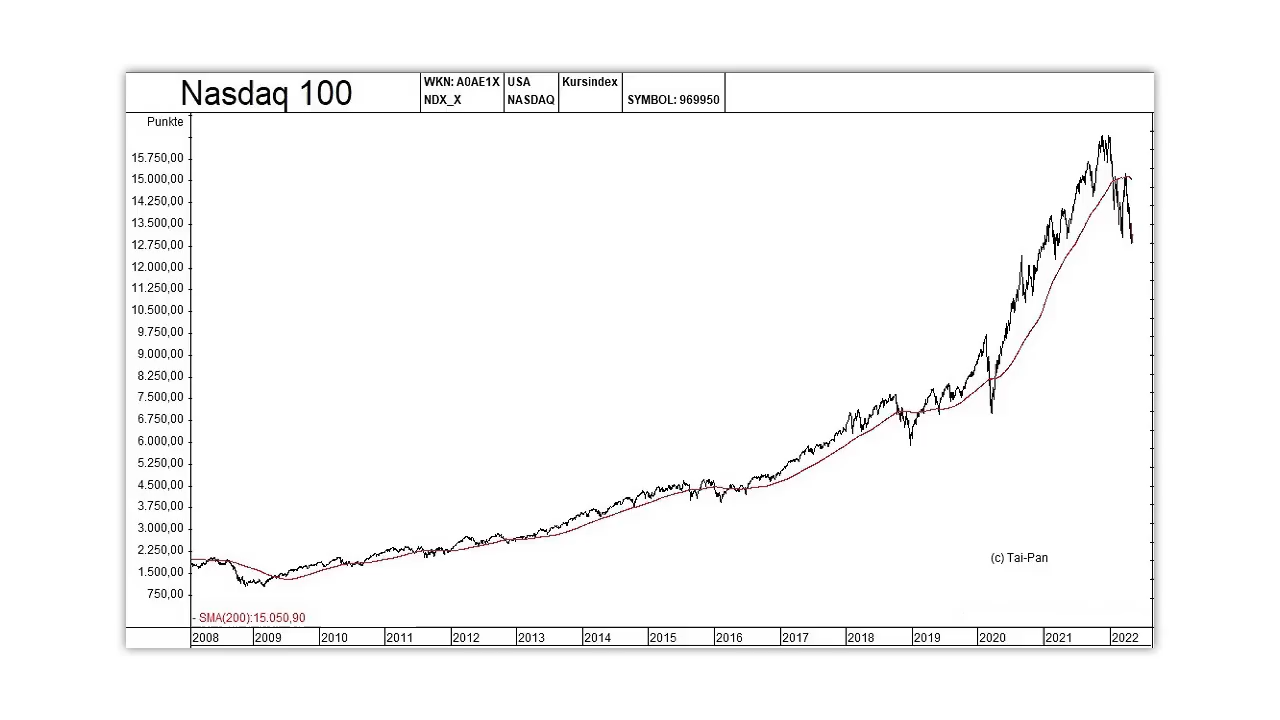 Nasdaq 100
WKN: A0AE1X
NDX_X
USA
NASDAQ
Kursindex
SYMBOL: 969950
Punkte
15.750,00
15.000,00
14.250,00
13.500,00
12.750,00
12.000,00
11.250,00
10.500,00
9.750,00
9.000,00
8.250,00
7.500,00
6.750,00
6.000,00
5.250,00
4.500,00
3.750,00
3.000,00
2.250,00
1.500,00
750,00
(c) Tai-Pan
- SMA(200):15.050,90
2008 2009 2010 2011 2012 2013 2014 2015 2016 2017 2018 2019 2020 2021 2022